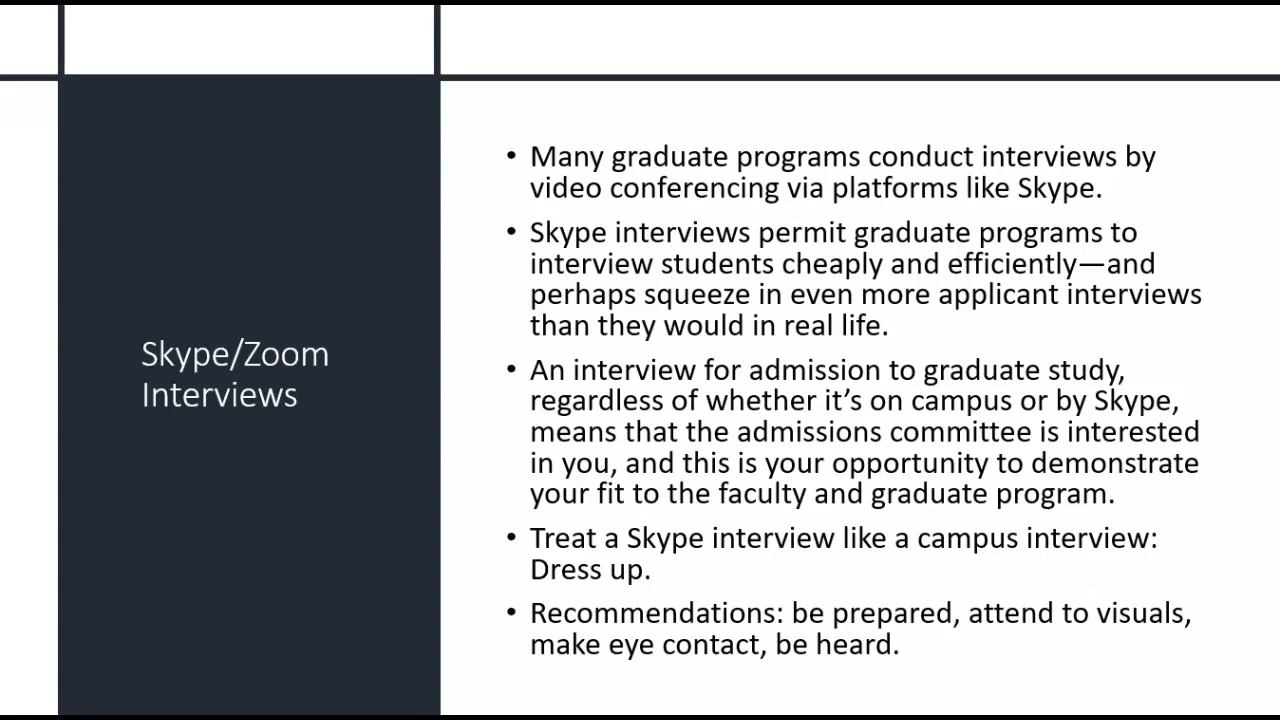 Skype/Zoom
Interviews
• Many graduate programs conduct interviews by
video conferencing via platforms like Skype.
• Skype interviews permit graduate programs to
interview students cheaply and efficiently—and
perhaps squeeze in even more applicant interviews
than they would in real life.
• An interview for admission to graduate study,
regardless of whether it’s on campus or by Skype,
means that the admissions committee is interested
in you, and this is your opportunity to demonstrate
your fit to the faculty and graduate program.
• Treat a Skype interview like a campus interview:
Dress up.
• Recommendations: be prepared, attend to visuals,
make eye contact, be heard.